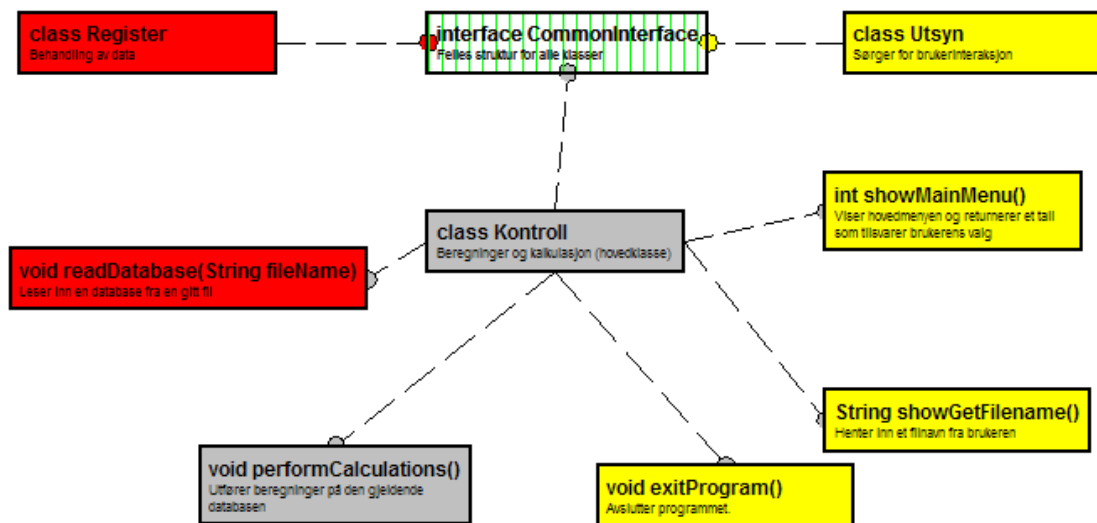 class Register
Behandling av data
interface CommonInterface
Felles struktur for alle klasser
class Utsyn
Sørger for brukerinteraksjon
int showMainMenu()
Viser hovedmenyen og returnerer et tall
som tilsvarer brukerens valg
class Kontroll
Beregninger og kalkulasjon (hovedklasse)
void readDatabase(String fileName)
Leser inn en database fra en gitt fil
String showGetFilename()
Henter inn et filnavn fra brukeren
void performCalculations()
Utfører beregninger på den gjeldende
databasen
void exitProgram()
Avslutter programmet.